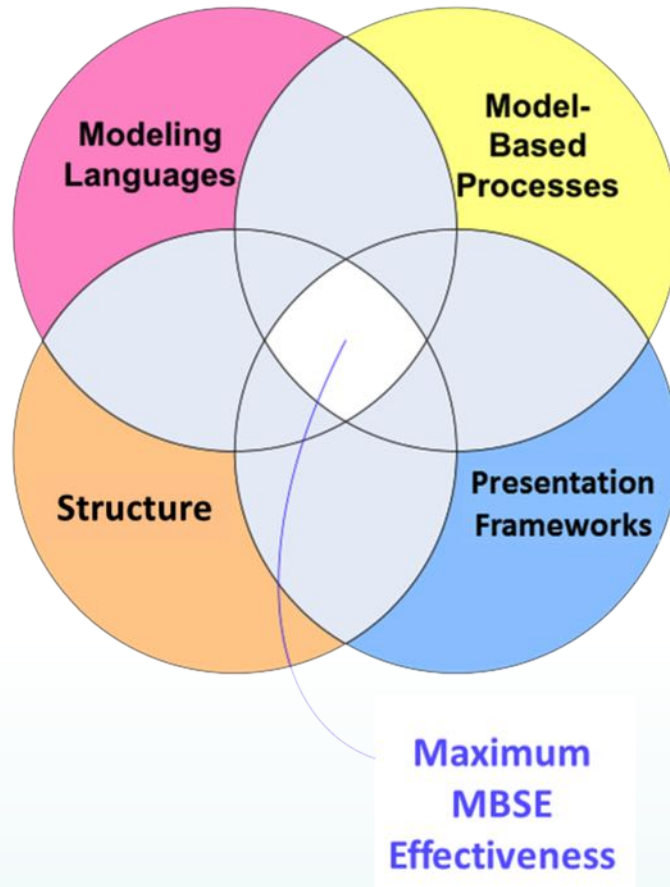 Modeling
Languages
Model-
Based
Processes
Structure
Presentation
Frameworks
Maximum
MBSE
Effectiveness